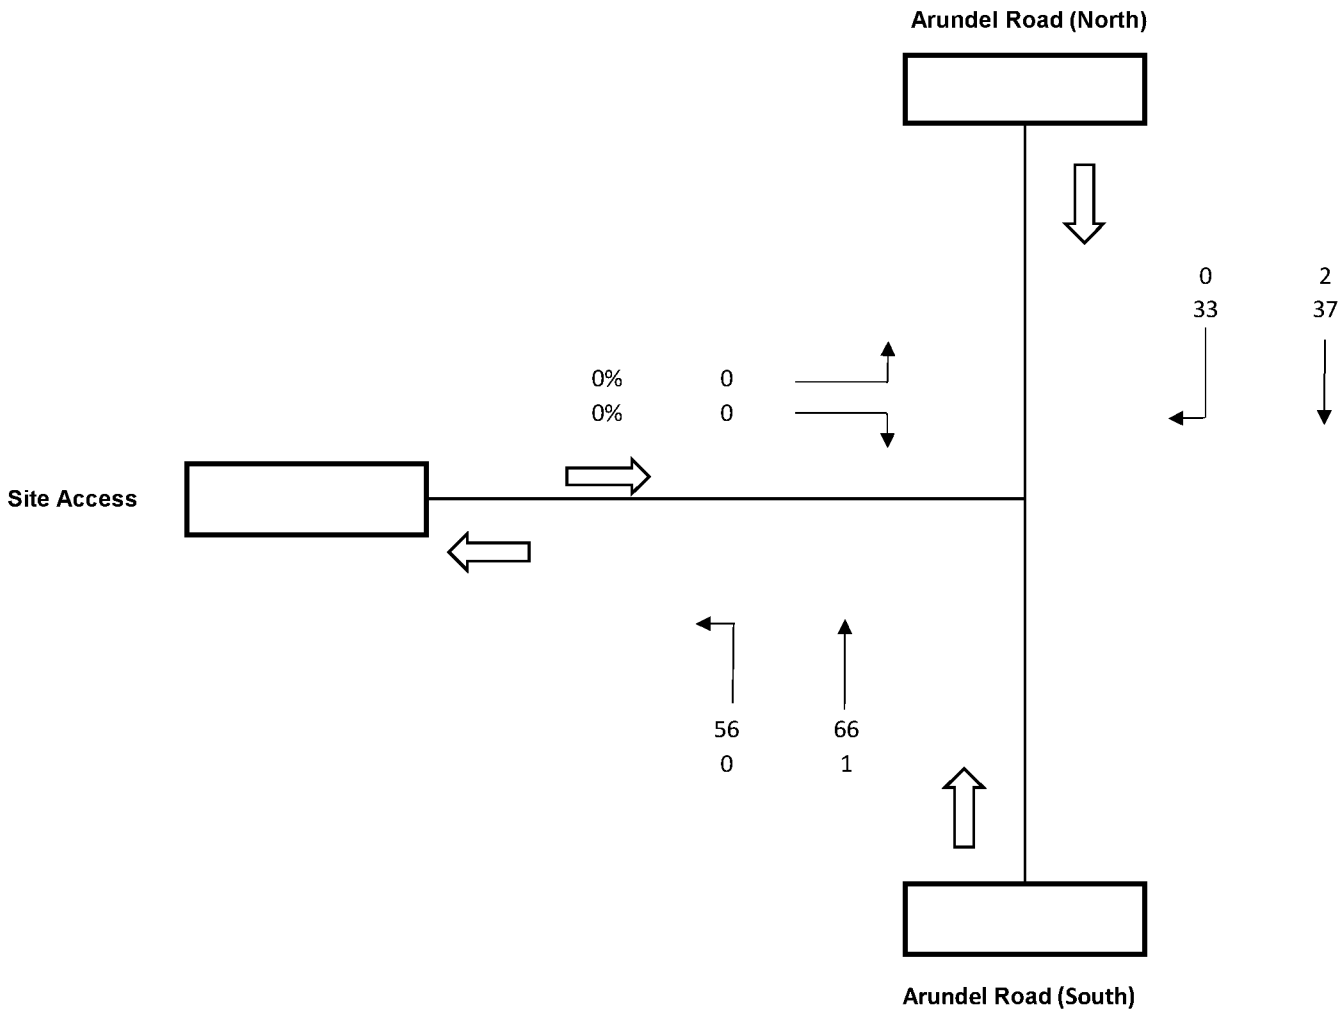 Arundel Road (North)
0 2
33 37
0% 0
0% 0
Site Access
56 66
0 1
Arundel Road (South)